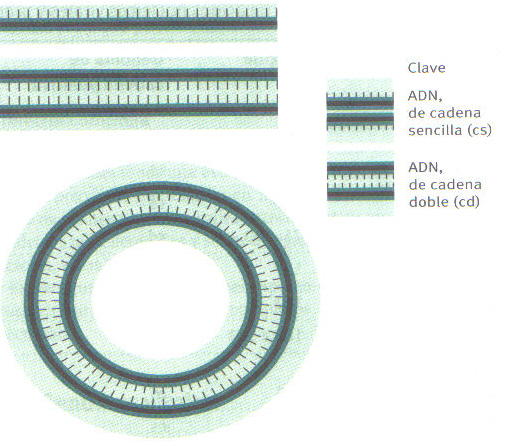 Clave
ADN,
de cadena
sencilla (cs)
ADN,
de cadena
doble (cd)